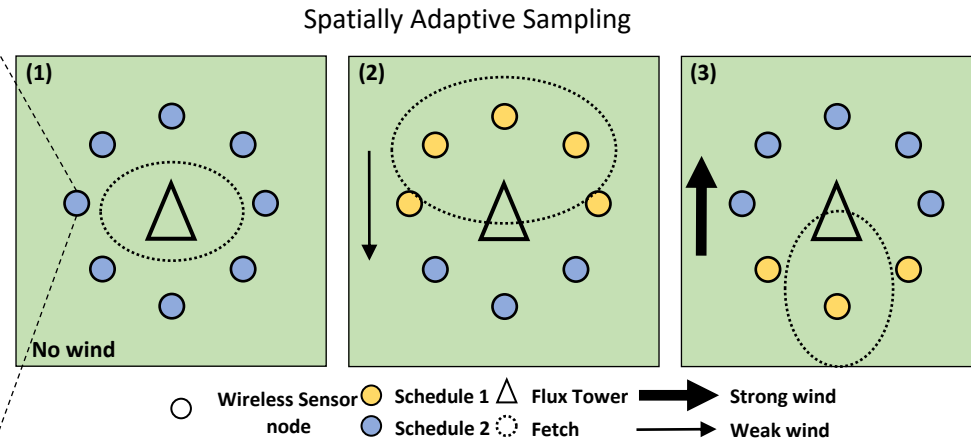 Spatially Adaptive Sampling
(1)
(2)
(3)
No wind
Wireless Sensor
node
Schedule 1
Schedule 2
Flux Tower
Fetch
Strong wind
Weak wind